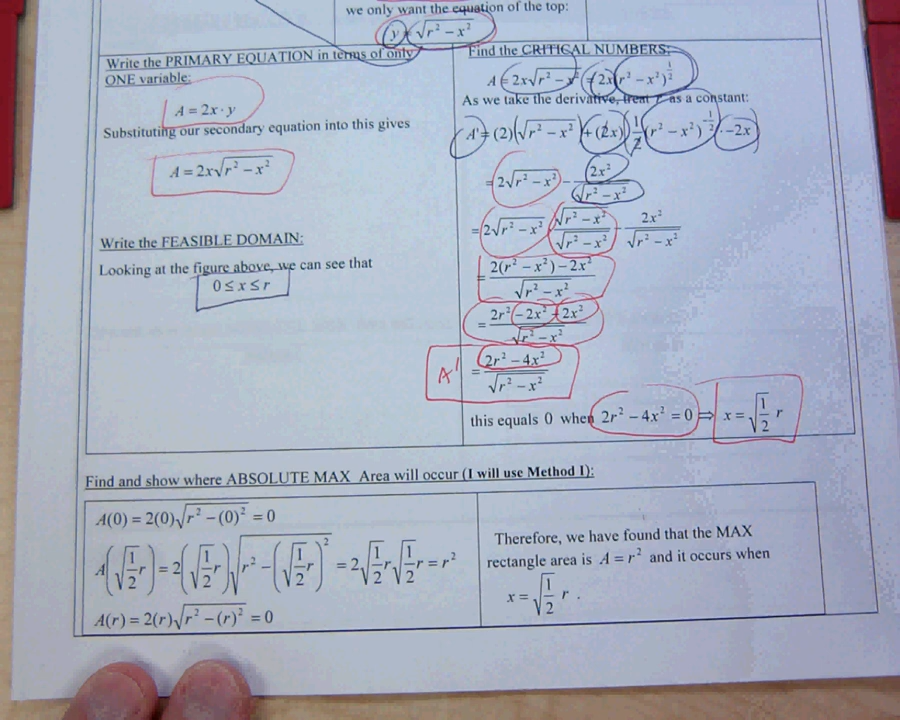 we only want the equation of the top:
y = √(r² − x²)
Write the PRIMARY EQUATION in terms of only
ONE variable:
A = 2x·y
Substituting our secondary equation into this gives
A = 2x√(r² − x²)
Write the FEASIBLE DOMAIN:
Looking at the figure above, we can see that
0 ≤ x ≤ r
Find the CRITICAL NUMBERS:
A = 2x√(r² − x²) = (2x)(r² − x²)^(1/2)
As we take the derivative, treat r as a constant:
A' = (2)(√(r² − x²)) + (2x)(1/2 (r² − x²)^(−1/2) · −2x)
= 2√(r² − x²) − 2x²/√(r² − x²)
= 2√(r² − x²) · √(r² − x²)/√(r² − x²) − 2x²/√(r² − x²)
= (2(r² − x²) − 2x²)/√(r² − x²)
= (2r² − 2x² − 2x²)/√(r² − x²)
A' = (2r² − 4x²)/√(r² − x²)
this equals 0 when 2r² − 4x² = 0 ⇒ x = √(1/2) r
Find and show where ABSOLUTE MAX Area will occur (I will use Method I):
A(0) = 2(0)√(r² − (0)²) = 0
A(√(1/2) r) = 2(√(1/2) r)√(r² − (√(1/2) r)²) = 2√(1/2) r√(1/2) r = r²
A(r) = 2(r)√(r² − (r)²) = 0
Therefore, we have found that the MAX
rectangle area is A = r² and it occurs when
x = √(1/2) r .